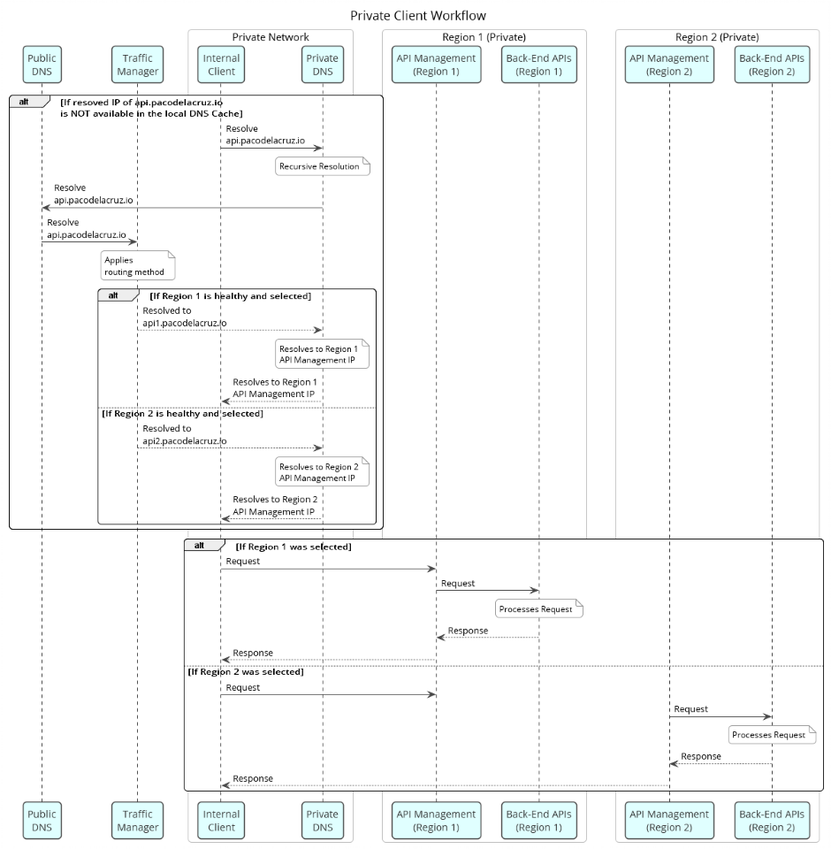 Private Client Workflow
Private Network
Region 1 (Private)
Region 2 (Private)
Public
DNS
Traffic
Manager
Internal
Client
Private
DNS
API Management
(Region 1)
Back-End APIs
(Region 1)
API Management
(Region 2)
Back-End APIs
(Region 2)
alt
[If resoved IP of api.pacodelacruz.io
is NOT available in the local DNS Cache]
Resolve
api.pacodelacruz.io
Recursive Resolution
Resolve
api.pacodelacruz.io
Resolve
api.pacodelacruz.io
Applies
routing method
alt
[If Region 1 is healthy and selected]
Resolved to
api1.pacodelacruz.io
Resolves to Region 1
API Management IP
Resolves to Region 1
API Management IP
[If Region 2 is healthy and selected]
Resolved to
api2.pacodelacruz.io
Resolves to Region 2
API Management IP
Resolves to Region 2
API Management IP
alt
[If Region 1 was selected]
Request
Request
Processes Request
Response
Response
[If Region 2 was selected]
Request
Request
Processes Request
Response
Response
Public
DNS
Traffic
Manager
Internal
Client
Private
DNS
API Management
(Region 1)
Back-End APIs
(Region 1)
API Management
(Region 2)
Back-End APIs
(Region 2)